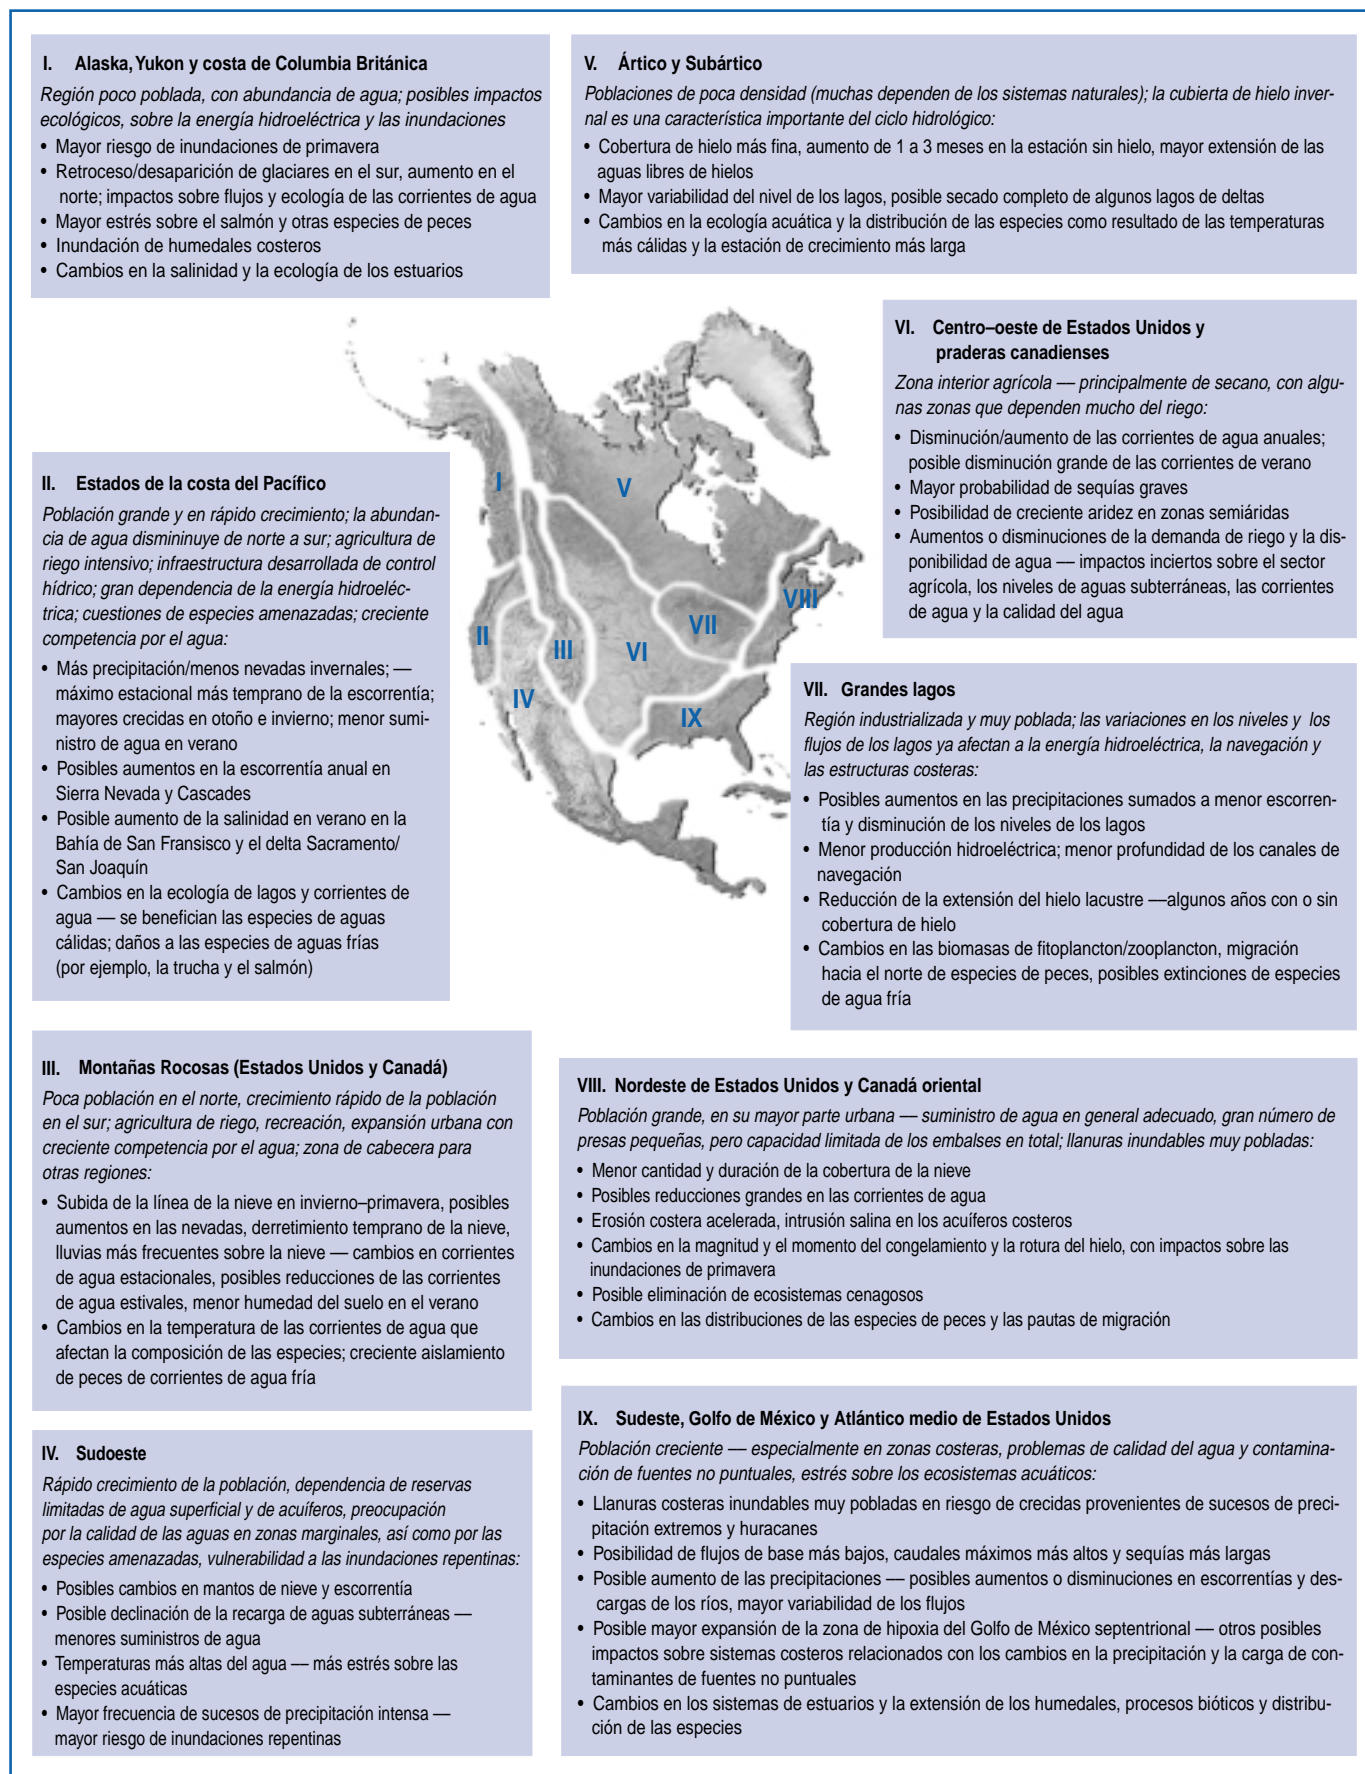 I. Alaska, Yukon y costa de Columbia Británica
Región poco poblada, con abundancia de agua; posibles impactos
ecológicos, sobre la energía hidroeléctrica y las inundaciones
• Mayor riesgo de inundaciones de primavera
• Retroceso/desaparición de glaciares en el sur, aumento en el
norte; impactos sobre flujos y ecología de las corrientes de agua
• Mayor estrés sobre el salmón y otras especies de peces
• Inundación de humedales costeros
• Cambios en la salinidad y la ecología de los estuarios
V. Ártico y Subártico
Poblaciones de poca densidad (muchas dependen de los sistemas naturales); la cubierta de hielo inver-
nal es una característica importante del ciclo hidrológico:
• Cobertura de hielo más fina, aumento de 1 a 3 meses en la estación sin hielo, mayor extensión de las
aguas libres de hielos
• Mayor variabilidad del nivel de los lagos, posible secado completo de algunos lagos de deltas
• Cambios en la ecología acuática y la distribución de las especies como resultado de las temperaturas
más cálidas y la estación de crecimiento más larga
VI. Centro–oeste de Estados Unidos y
praderas canadienses
Zona interior agrícola — principalmente de secano, con algu-
nas zonas que dependen mucho del riego:
• Disminución/aumento de las corrientes de agua anuales;
posible disminución grande de las corrientes de verano
• Mayor probabilidad de sequías graves
• Posibilidad de creciente aridez en zonas semiáridas
• Aumentos o disminuciones de la demanda de riego y la dis-
ponibilidad de agua — impactos inciertos sobre el sector
agrícola, los niveles de aguas subterráneas, las corrientes
de agua y la calidad del agua
II. Estados de la costa del Pacífico
Población grande y en rápido crecimiento; la abundan-
cia de agua dismininuye de norte a sur; agricultura de
riego intensivo; infraestructura desarrollada de control
hídrico; gran dependencia de la energía hidroeléc-
trica; cuestiones de especies amenazadas; creciente
competencia por el agua:
• Más precipitación/menos nevadas invernales; —
máximo estacional más temprano de la escorrentía;
mayores crecidas en otoño e invierno; menor sumi-
nistro de agua en verano
• Posibles aumentos en la escorrentía anual en
Sierra Nevada y Cascades
• Posible aumento de la salinidad en verano en la
Bahía de San Fransisco y el delta Sacramento/
San Joaquín
• Cambios en la ecología de lagos y corrientes de
agua — se benefician las especies de aguas
cálidas; daños a las especies de aguas frías
(por ejemplo, la trucha y el salmón)
I
V
VIII
VII
II
III
VI
IV
IX
VII. Grandes lagos
Región industrializada y muy poblada; las variaciones en los niveles y los
flujos de los lagos ya afectan a la energía hidroeléctrica, la navegación y
las estructuras costeras:
• Posibles aumentos en las precipitaciones sumados a menor escorren-
tía y disminución de los niveles de los lagos
• Menor producción hidroeléctrica; menor profundidad de los canales de
navegación
• Reducción de la extensión del hielo lacustre —algunos años con o sin
cobertura de hielo
• Cambios en las biomasas de fitoplancton/zooplancton, migración
hacia el norte de especies de peces, posibles extinciones de especies
de agua fría
III. Montañas Rocosas (Estados Unidos y Canadá)
Poca población en el norte, crecimiento rápido de la población
en el sur; agricultura de riego, recreación, expansión urbana con
creciente competencia por el agua; zona de cabecera para
otras regiones:
• Subida de la línea de la nieve en invierno–primavera, posibles
aumentos en las nevadas, derretimiento temprano de la nieve,
lluvias más frecuentes sobre la nieve — cambios en corrientes
de agua estacionales, posibles reducciones de las corrientes
de agua estivales, menor humedad del suelo en el verano
• Cambios en la temperatura de las corrientes de agua que
afectan la composición de las especies; creciente aislamiento
de peces de corrientes de agua fría
VIII. Nordeste de Estados Unidos y Canadá oriental
Población grande, en su mayor parte urbana — suministro de agua en general adecuado, gran número de
presas pequeñas, pero capacidad limitada de los embalses en total; llanuras inundables muy pobladas:
• Menor cantidad y duración de la cobertura de la nieve
• Posibles reducciones grandes en las corrientes de agua
• Erosión costera acelerada, intrusión salina en los acuíferos costeros
• Cambios en la magnitud y el momento del congelamiento y la rotura del hielo, con impactos sobre las
inundaciones de primavera
• Posible eliminación de ecosistemas cenagosos
• Cambios en las distribuciones de las especies de peces y las pautas de migración
IV. Sudoeste
Rápido crecimiento de la población, dependencia de reservas
limitadas de agua superficial y de acuíferos, preocupación
por la calidad de las aguas en zonas marginales, así como por las
especies amenazadas, vulnerabilidad a las inundaciones repentinas:
• Posibles cambios en mantos de nieve y escorrentía
• Posible declinación de la recarga de aguas subterráneas —
menores suministros de agua
• Temperaturas más altas del agua — más estrés sobre las
especies acuáticas
• Mayor frecuencia de sucesos de precipitación intensa —
mayor riesgo de inundaciones repentinas
IX. Sudeste, Golfo de México y Atlántico medio de Estados Unidos
Población creciente — especialmente en zonas costeras, problemas de calidad del agua y contamina-
ción de fuentes no puntuales, estrés sobre los ecosistemas acuáticos:
• Llanuras costeras inundables muy pobladas en riesgo de crecidas provenientes de sucesos de preci-
pitación extremos y huracanes
• Posibilidad de flujos de base más bajos, caudales máximos más altos y sequías más largas
• Posible aumento de las precipitaciones — posibles aumentos o disminuciones en escorrentías y des-
cargas de los ríos, mayor variabilidad de los flujos
• Posible mayor expansión de la zona de hipoxia del Golfo de México septentrional — otros posibles
impactos sobre sistemas costeros relacionados con los cambios en la precipitación y la carga de con-
taminantes de fuentes no puntuales
• Cambios en los sistemas de estuarios y la extensión de los humedales, procesos bióticos y distribu-
ción de las especies